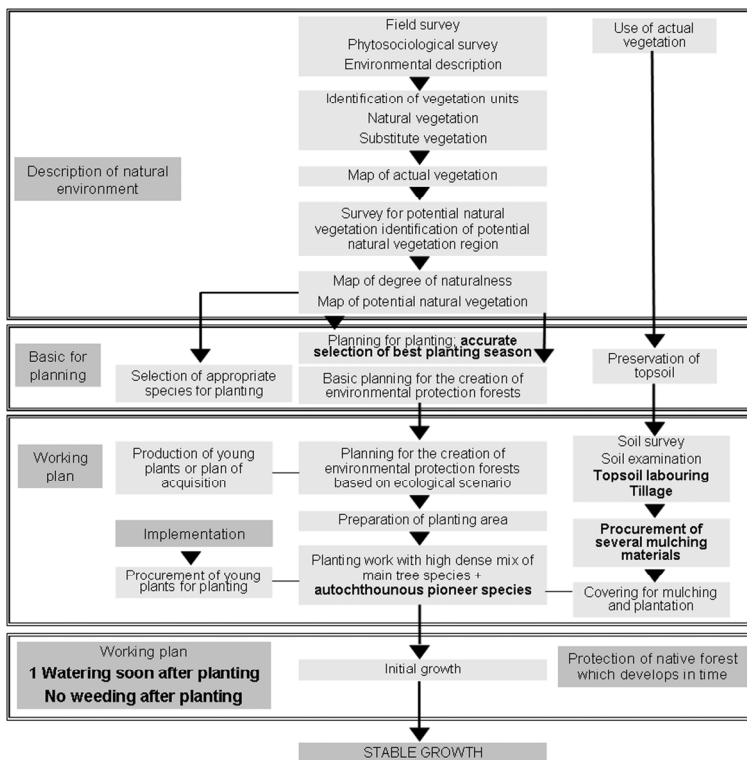 Field survey
Phytosociological survey
Environmental description
Use of actual
vegetation
Identification of vegetation units
Natural vegetation
Substitute vegetation
Description of natural
environment
Map of actual vegetation
Survey for potential natural
vegetation identification of potential
natural vegetation region
Map of degree of naturalness
Map of potential natural vegetation
Basic for
planning
Planning for planting; accurate
selection of best planting season
Selection of appropriate
species for planting
Basic planning for the creation of
environmental protection forests
Preservation of
topsoil
Working
plan
Production of young
plants or plan of
acquisition
Planning for the creation of
environmental protection forests
based on ecological scenario
Soil survey
Soil examination
Topsoil labouring
Tillage
Preparation of planting area
Implementation
Procurement of
several mulching
materials
Procurement of young
plants for planting
Planting work with high dense mix of
main tree species +
autochthounous pioneer species
Covering for mulching
and plantation
Working plan
1 Watering soon after planting
No weeding after planting
Initial growth
Protection of native forest
which develops in time
STABLE GROWTH